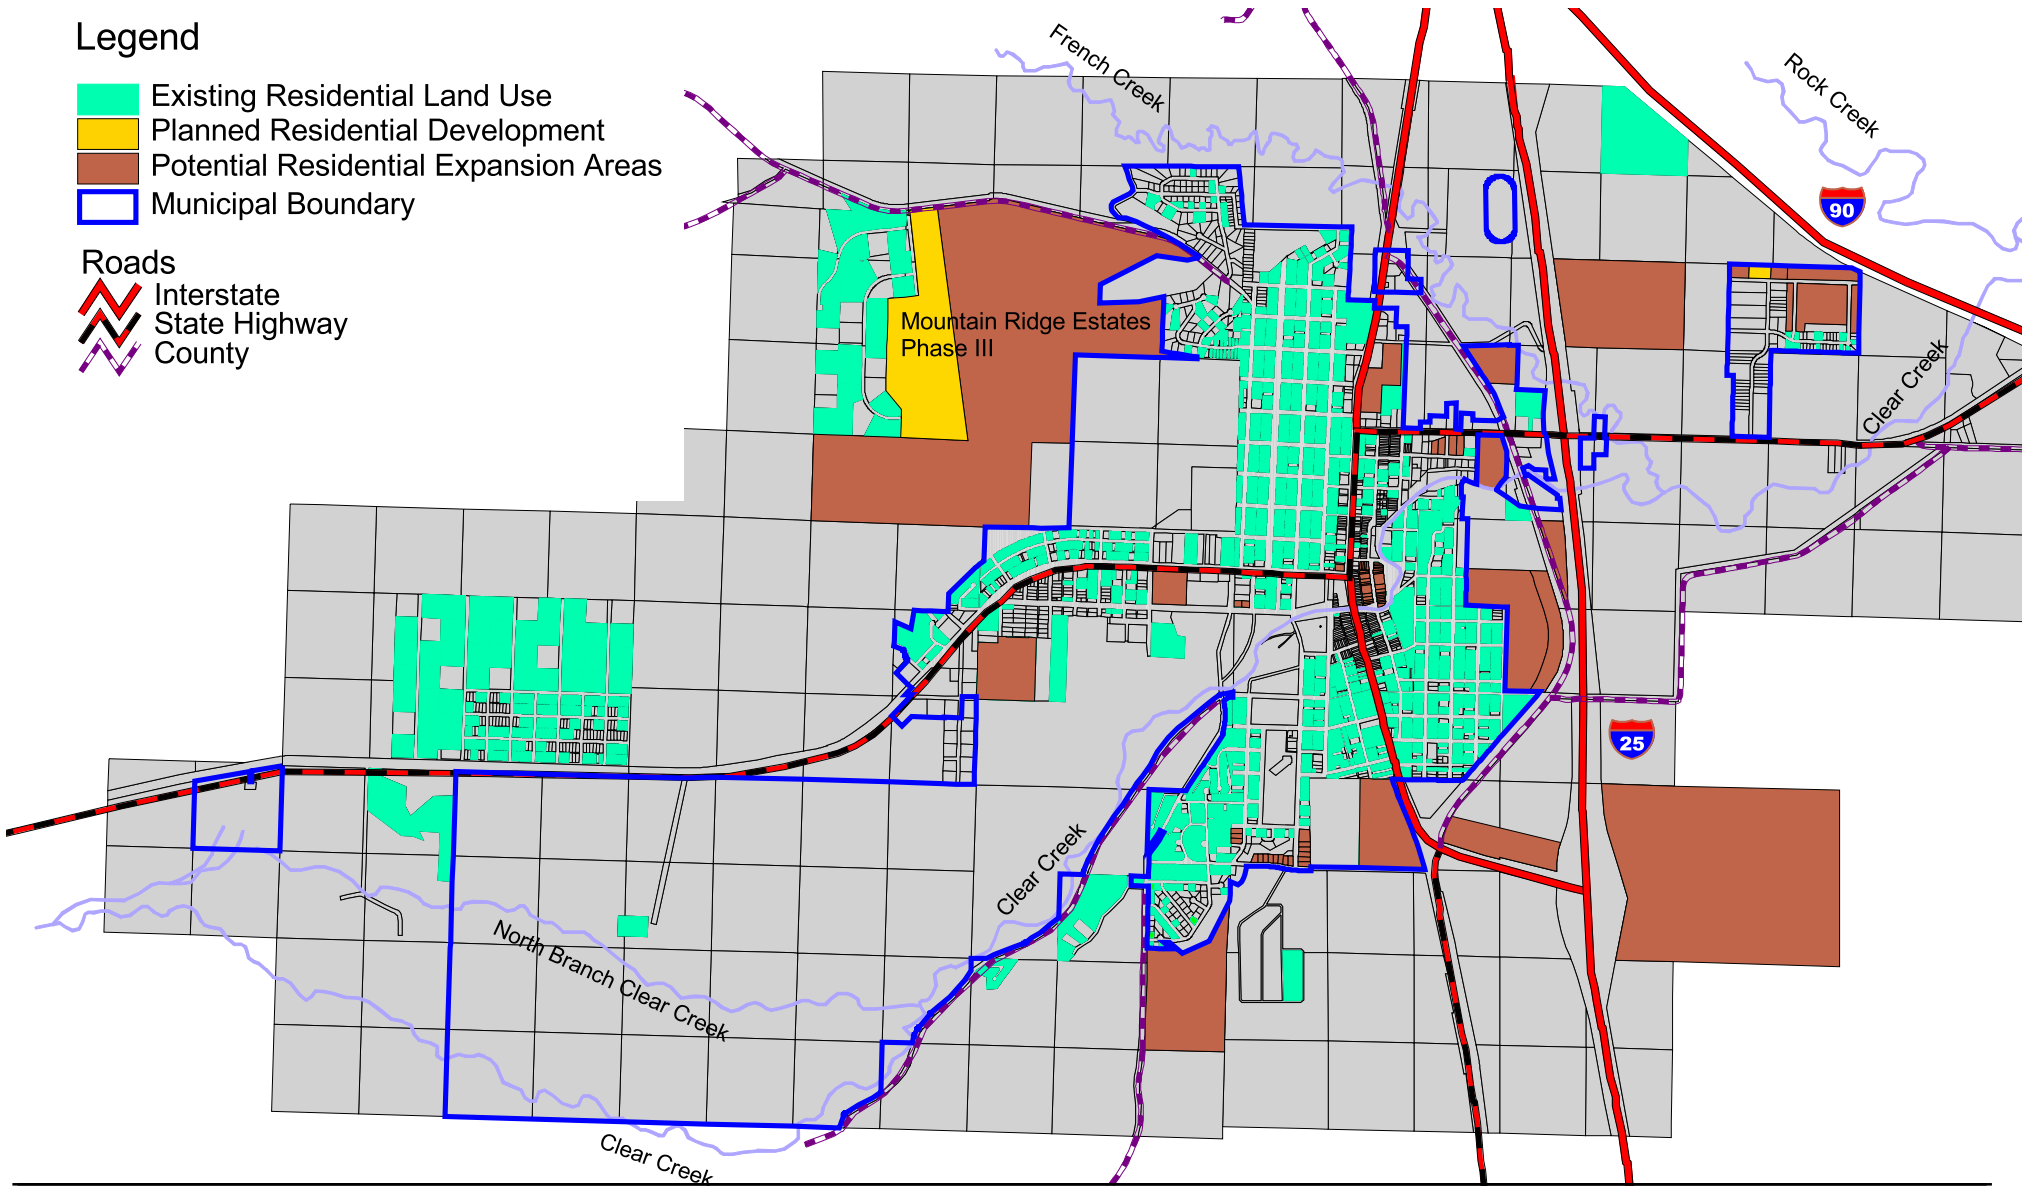 Legend
Existing Residential Land Use
Planned Residential Development
Potential Residential Expansion Areas
Municipal Boundary
Roads
Interstate
State Highway
County
French Creek
Rock Creek
90
Mountain Ridge Estates
Phase III
Clear Creek
25
Clear Creek
North Branch Clear Creek
Clear Creek